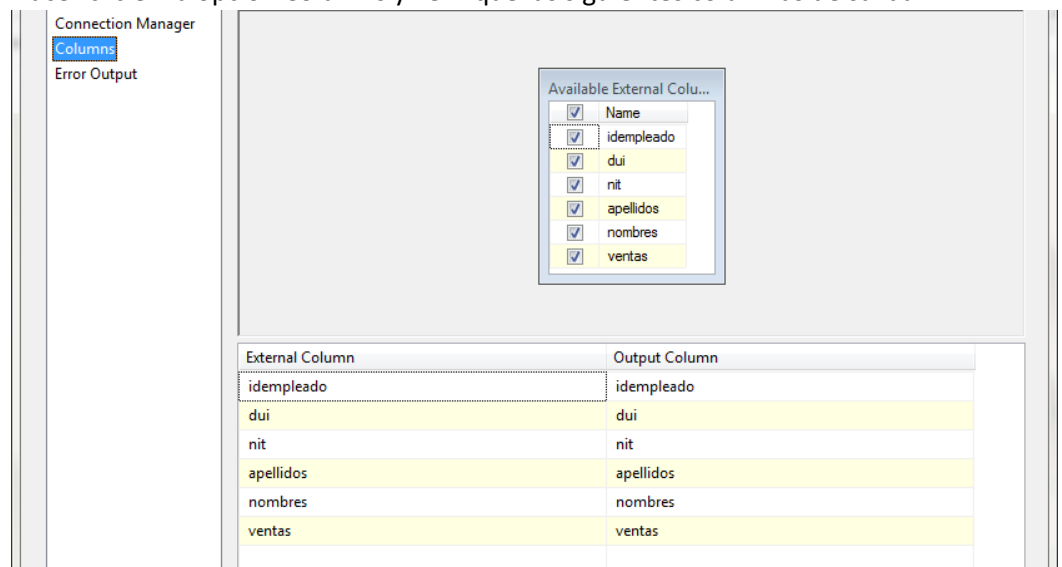 Connection Manager
Columns
Error Output
Available External Colu...
Name
idempleado
dui
nit
apellidos
nombres
ventas
External Column Output Column
idempleado idempleado
dui dui
nit nit
apellidos apellidos
nombres nombres
ventas ventas